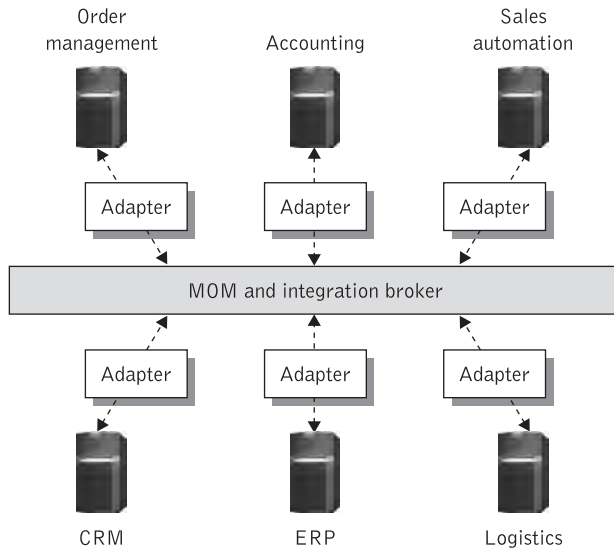 Order
management
Accounting
Sales
automation
Adapter
Adapter
Adapter
MOM and integration broker
Adapter
Adapter
Adapter
CRM
ERP
Logistics